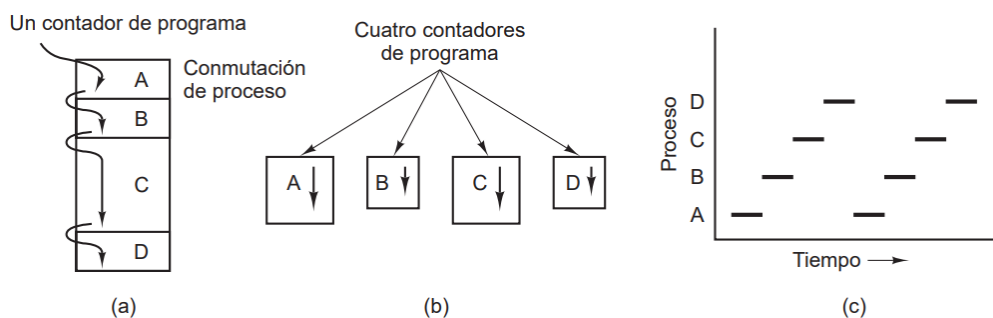 Un contador de programa
Conmutación
de proceso
A
B
C
D
(a)
Cuatro contadores
de programa
A
B
C
D
(b)
Proceso
D
C
B
A
Tiempo
(c)